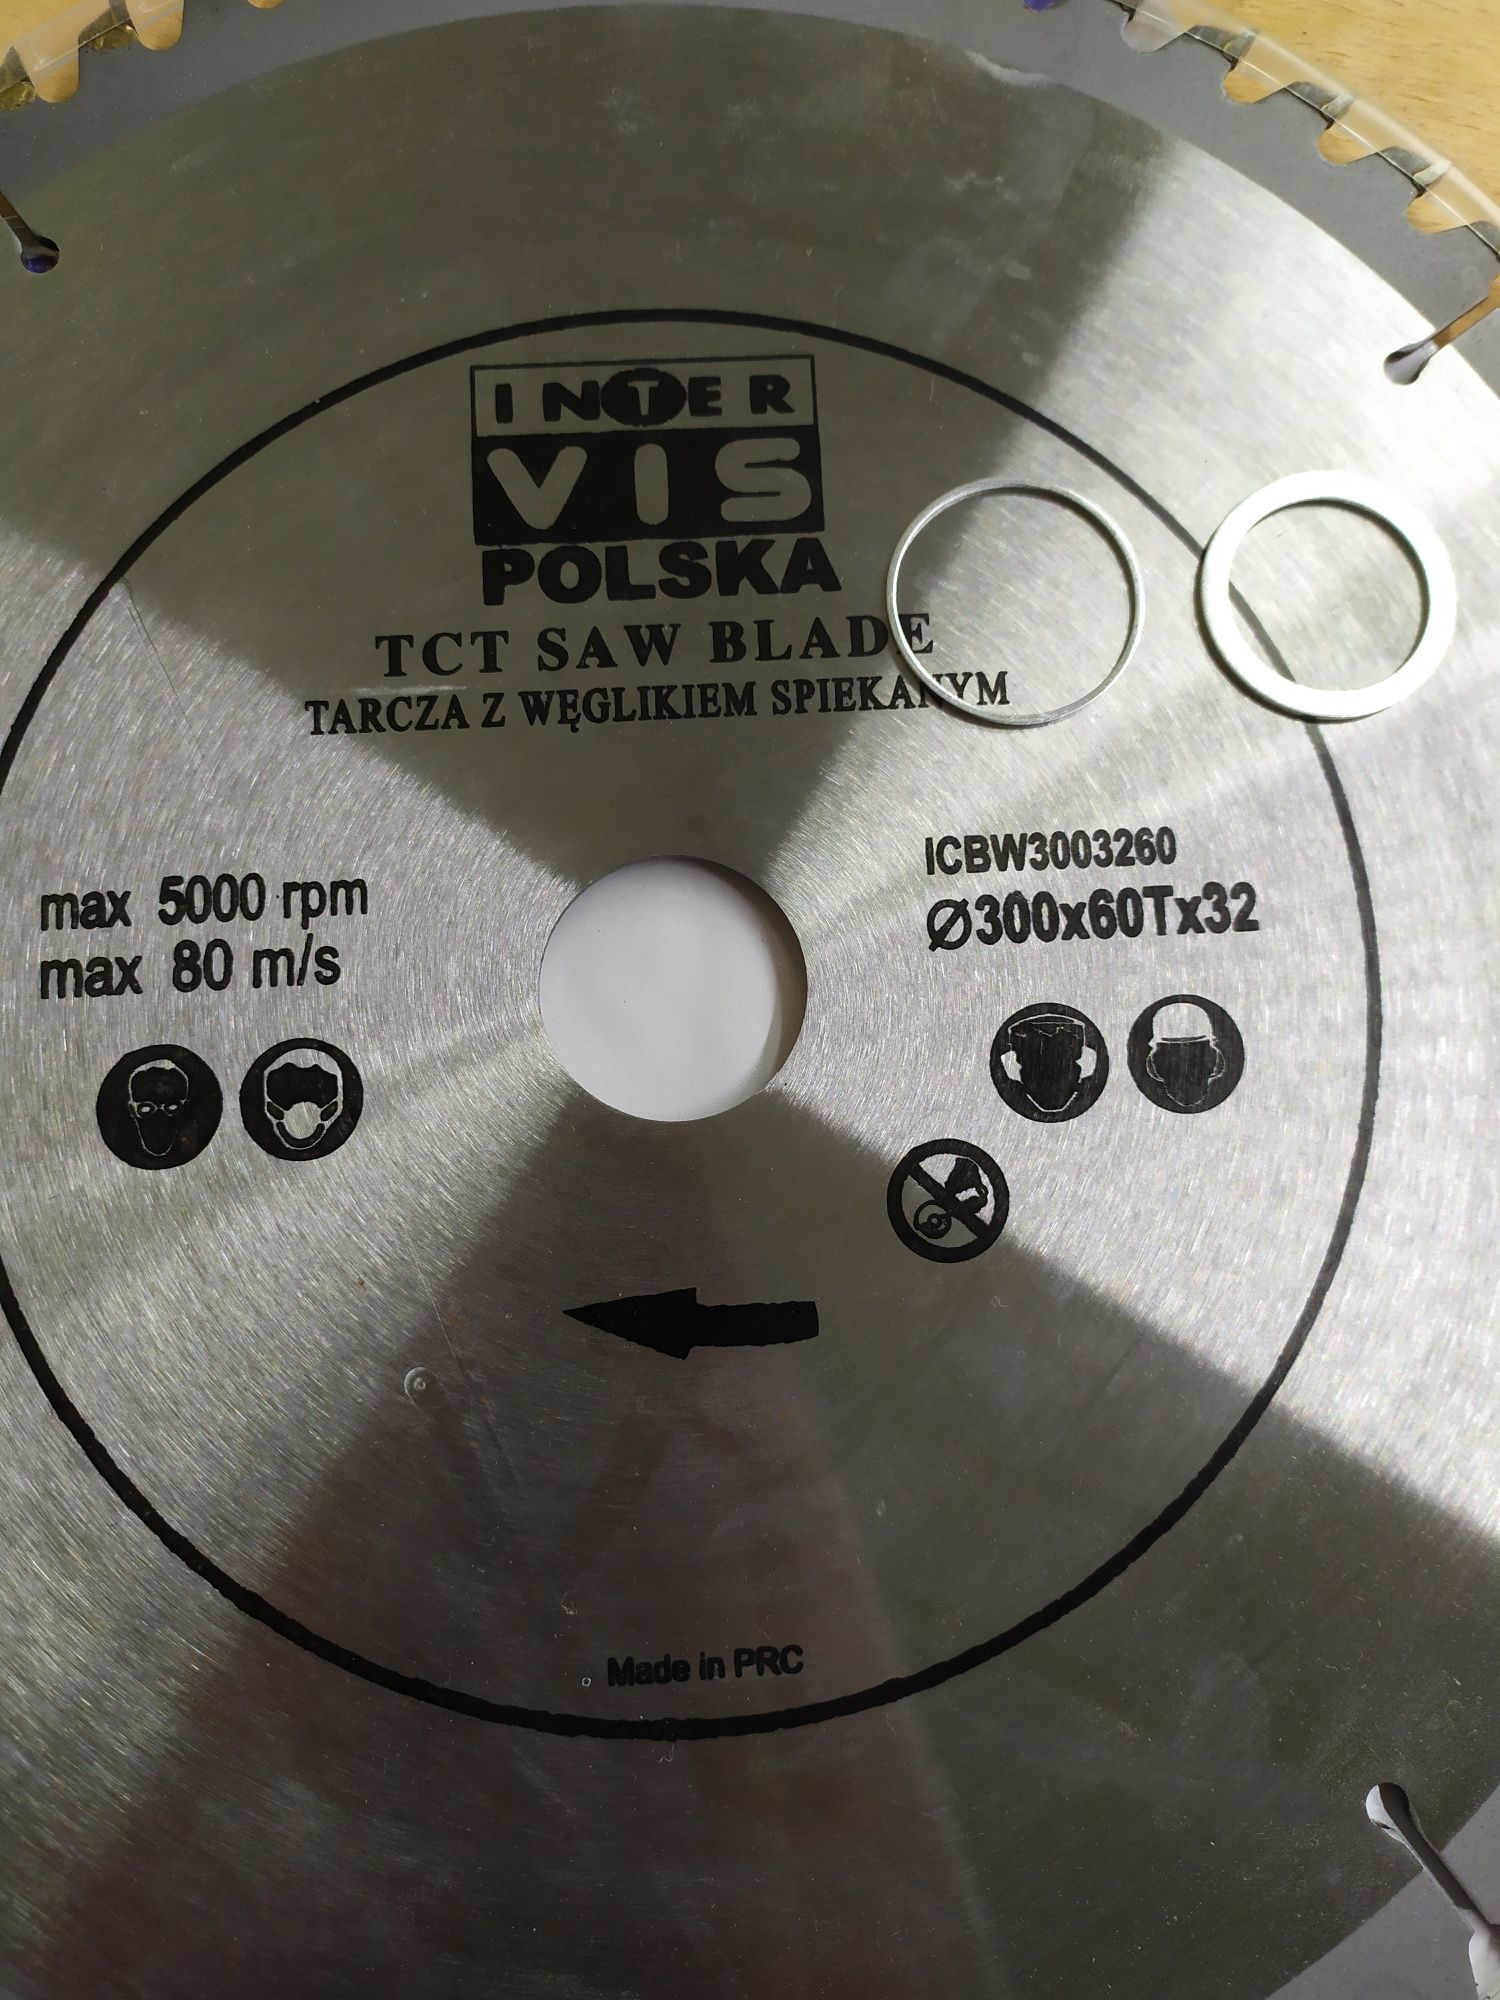 INTER
VIS
POLSKA
TCT SAW BLADE
TARCZA Z WĘGLIKIEM SPIEKANYM
max 5000 rpm
max 80 m/s
ICBW3003260
Ø300x60Tx32
Made in PRC